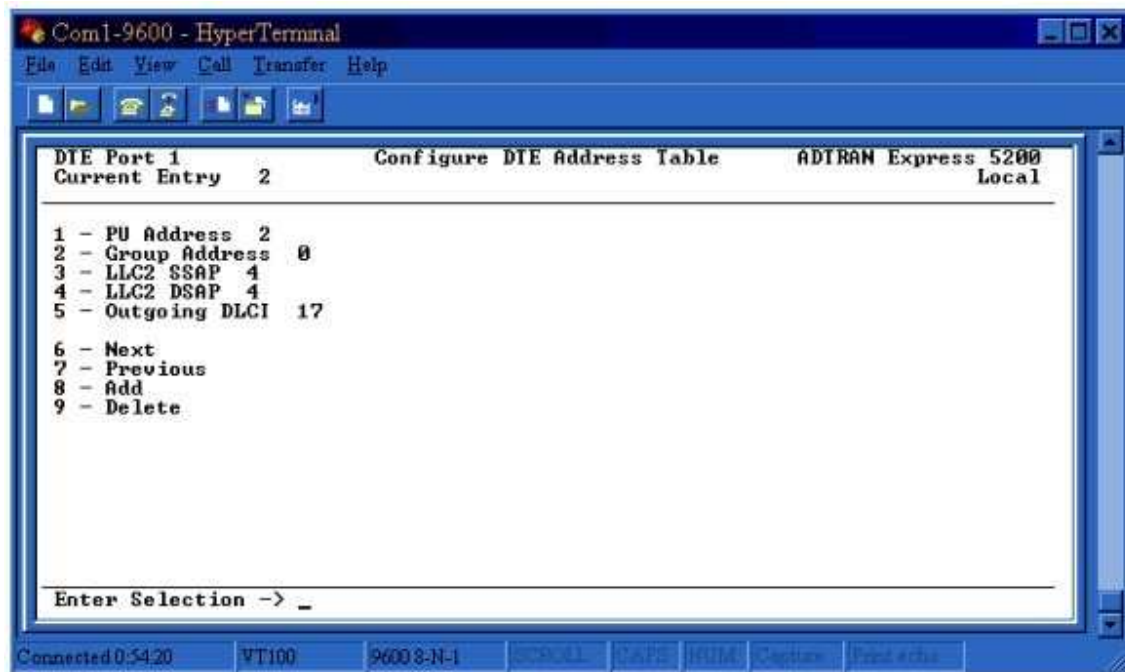 Com1-9600 - HyperTerminal
File Edit View Call Transfer Help
DTE Port 1 Configure DTE Address Table ADTRAN Express 5200
Current Entry 2 Local
1 - PU Address 2
2 - Group Address 0
3 - LLC2 SSAP 4
4 - LLC2 DSAP 4
5 - Outgoing DLCI 17
6 - Next
7 - Previous
8 - Add
9 - Delete
Enter Selection -> _
Connected 0:54:20 VT100 9600 8-N-1 SCROLL CAPS NUM Capture Print echo